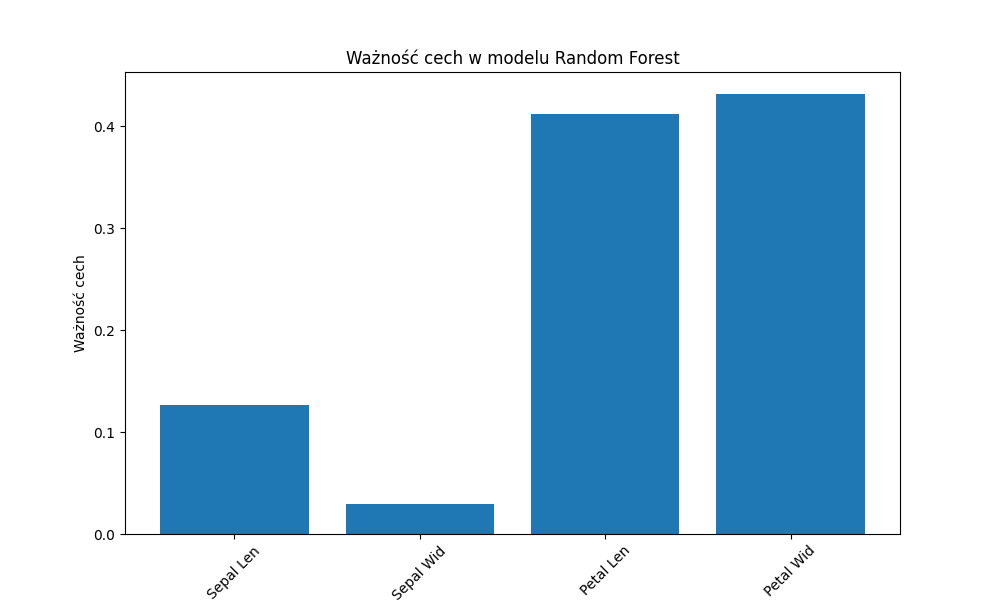 Ważność cech w modelu Random Forest
Ważność cech
0.4
0.3
0.2
0.1
0.0
Sepal Len
Sepal Wid
Petal Len
Petal Wid